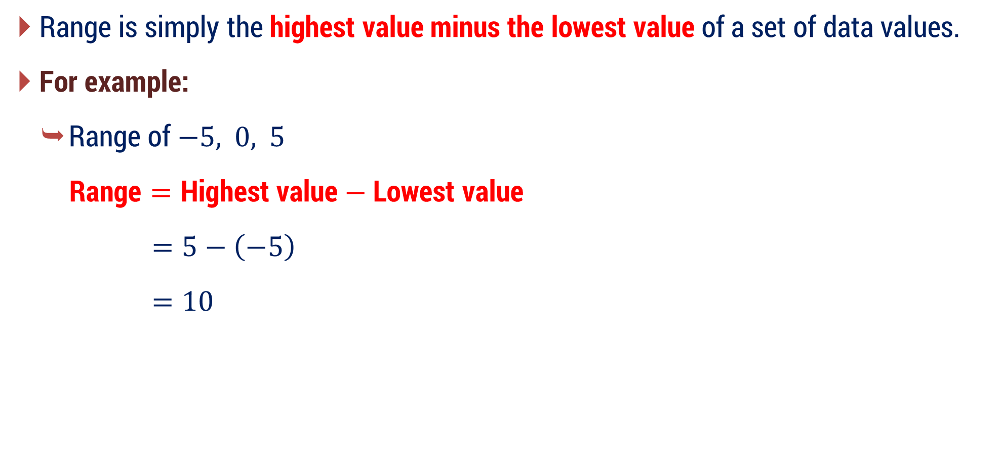 Range is simply the highest value minus the lowest value of a set of data values.
For example:
Range of −5, 0, 5
Range = Highest value − Lowest value
= 5 − (−5)
= 10